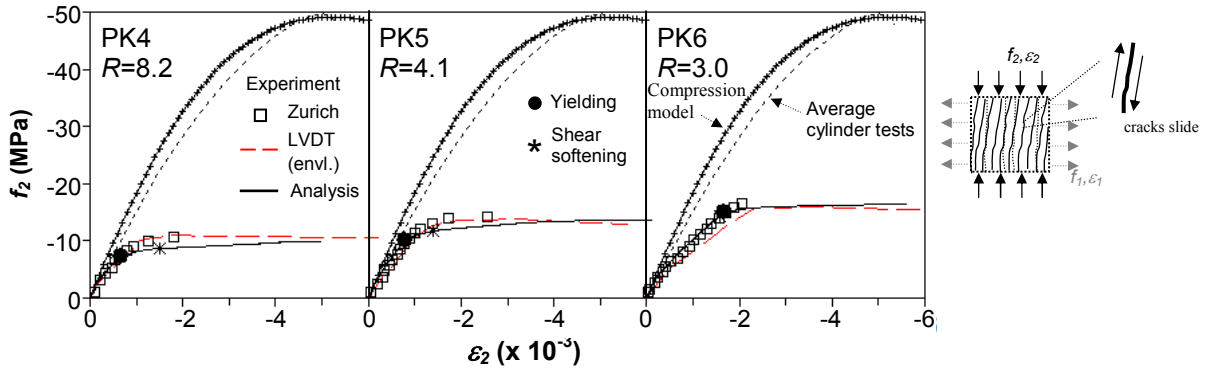 -50
-40
-30
-20
-10
0
f₂ (MPa)
PK4
R=8.2
Experiment
Zurich
LVDT
(envl.)
Analysis
PK5
R=4.1
Yielding
Shear
softening
PK6
R=3.0
Compression
model
Average
cylinder tests
0 -2 -4 0 -2 -4 0 -2 -4 -6
ε₂ (x 10⁻³)
f₂,ε₂
cracks slide
f₁,ε₁